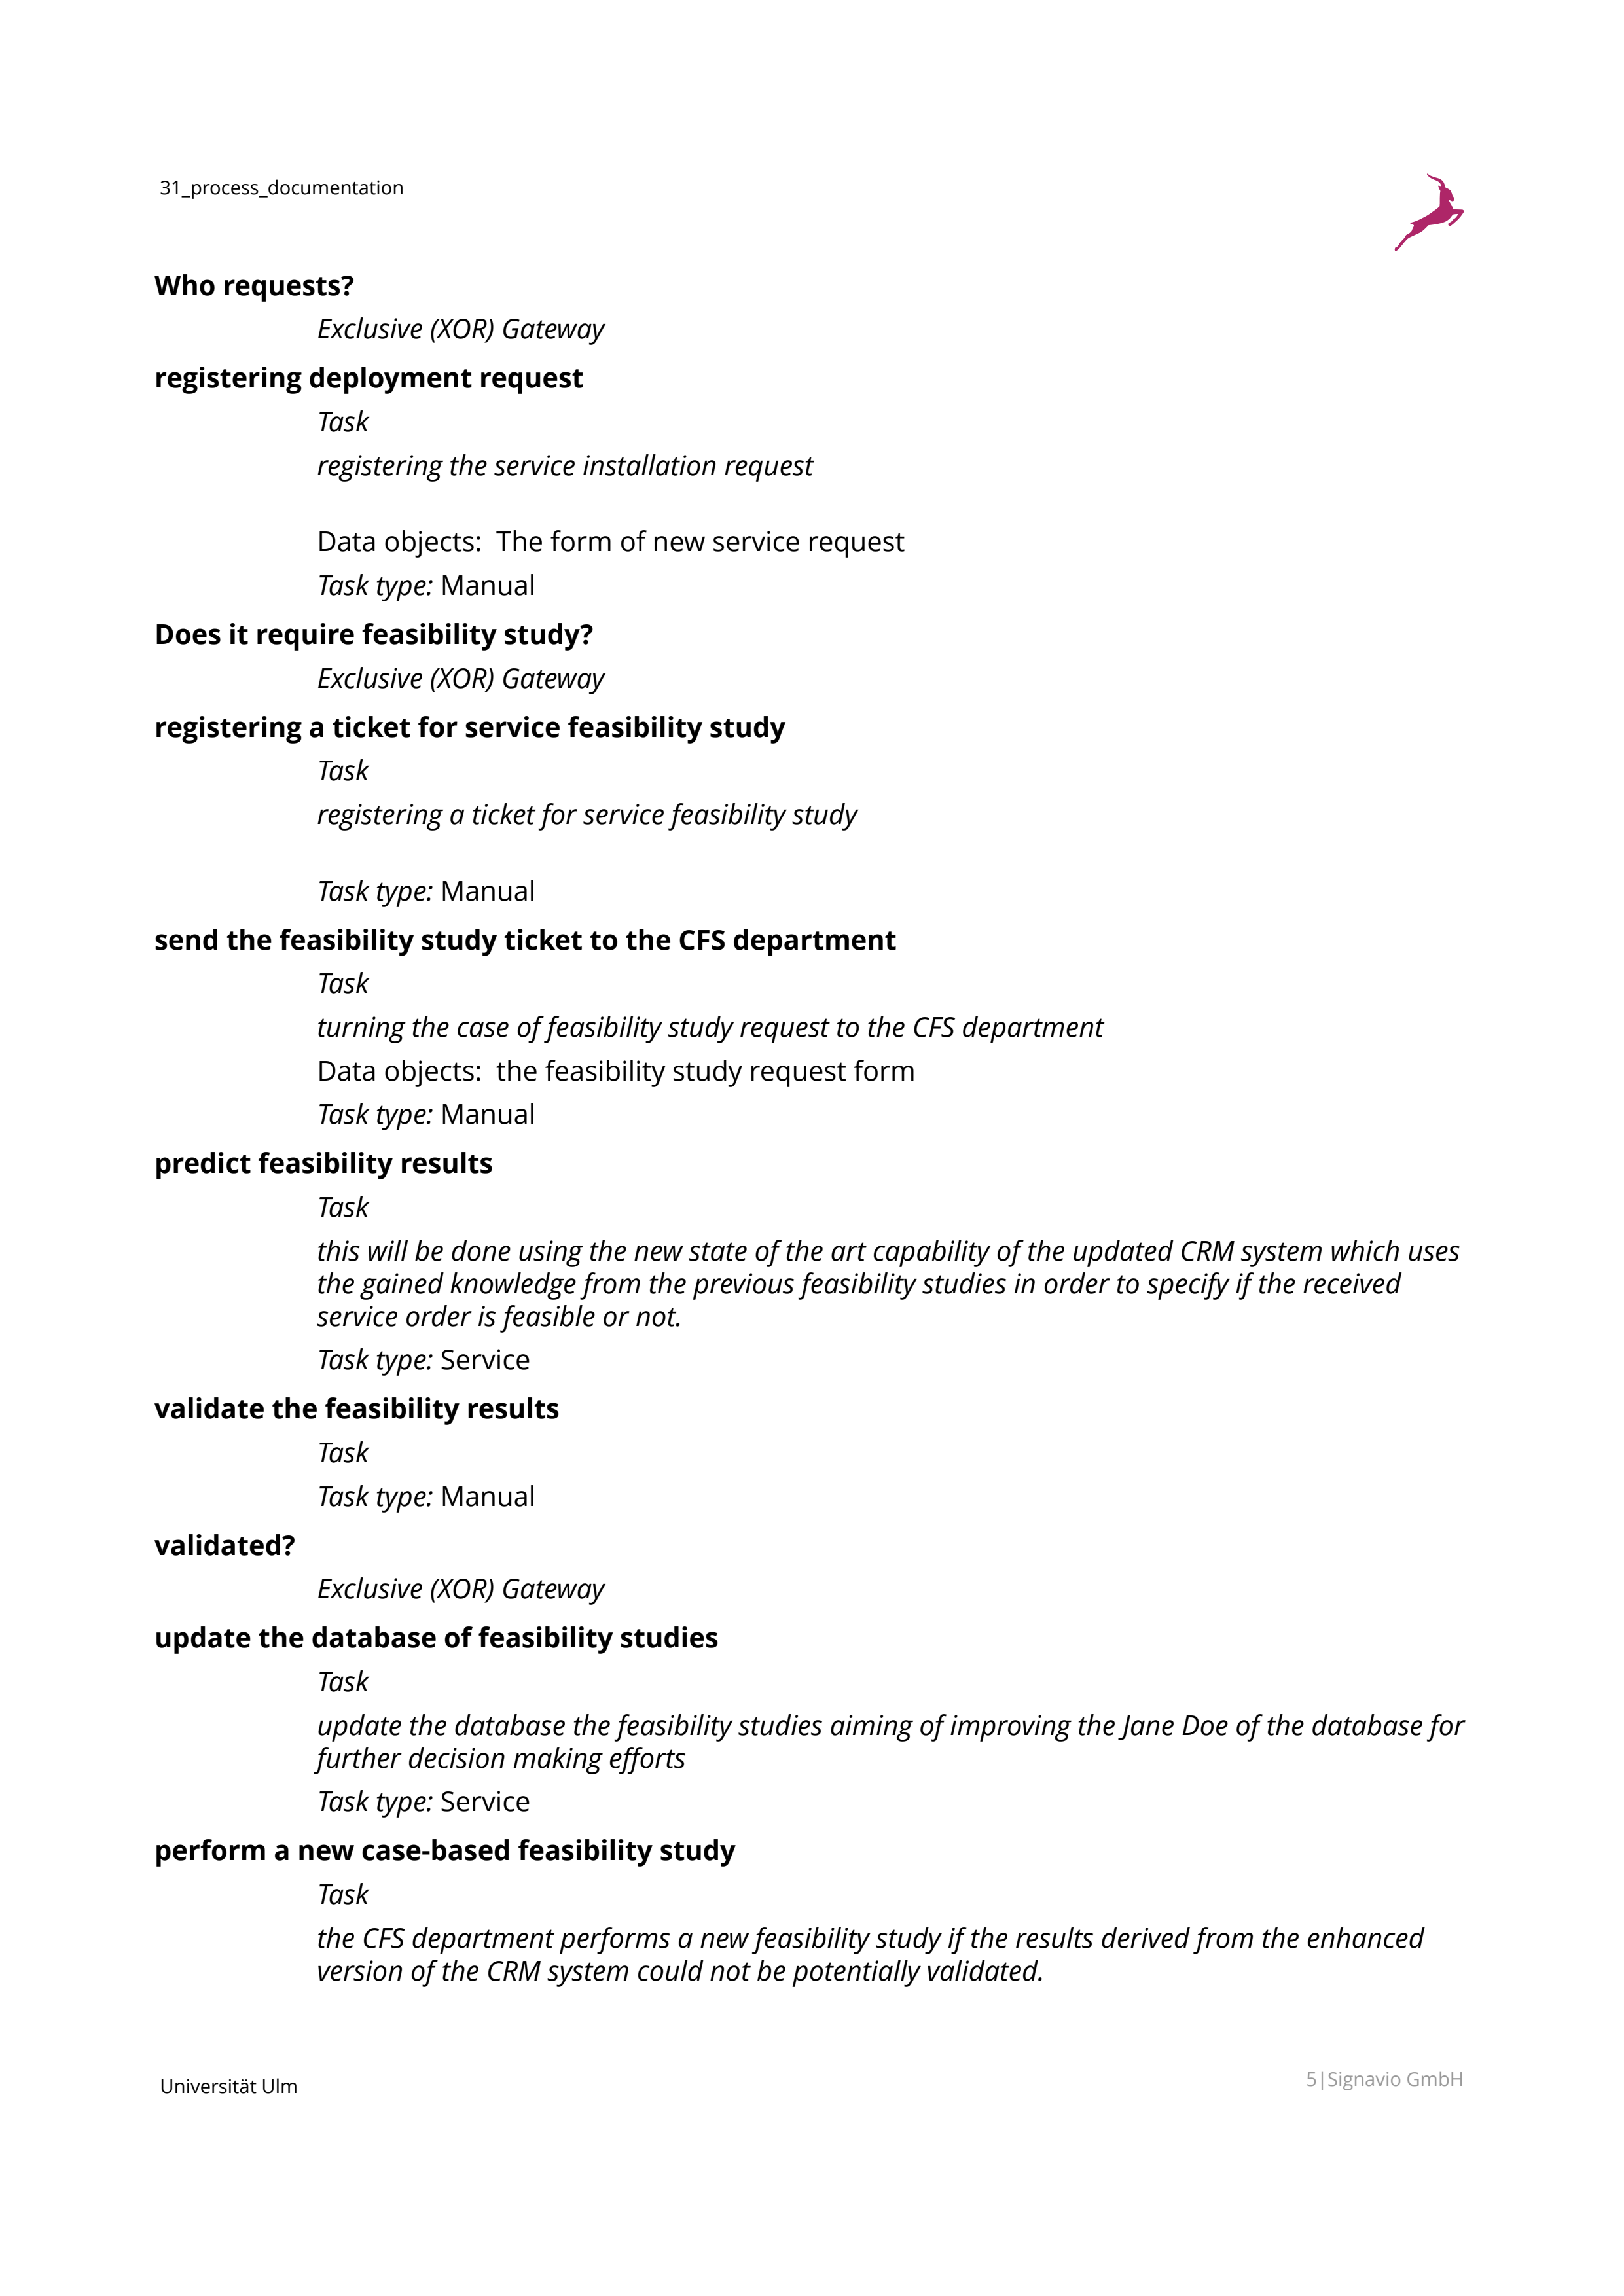 31_process_documentation
Who requests?
Exclusive (XOR) Gateway
registering deployment request
Task
registering the service installation request
Data objects: The form of new service request
Task type: Manual
Does it require feasibility study?
Exclusive (XOR) Gateway
registering a ticket for service feasibility study
Task
registering a ticket for service feasibility study
Task type: Manual
send the feasibility study ticket to the CFS department
Task
turning the case of feasibility study request to the CFS department
Data objects: the feasibility study request form
Task type: Manual
predict feasibility results
Task
this will be done using the new state of the art capability of the updated CRM system which uses
the gained knowledge from the previous feasibility studies in order to specify if the received
service order is feasible or not.
Task type: Service
validate the feasibility results
Task
Task type: Manual
validated?
Exclusive (XOR) Gateway
update the database of feasibility studies
Task
update the database the feasibility studies aiming of improving the Jane Doe of the database for
further decision making efforts
Task type: Service
perform a new case-based feasibility study
Task
the CFS department performs a new feasibility study if the results derived from the enhanced
version of the CRM system could not be potentially validated.
Universität Ulm
5|Signavio GmbH